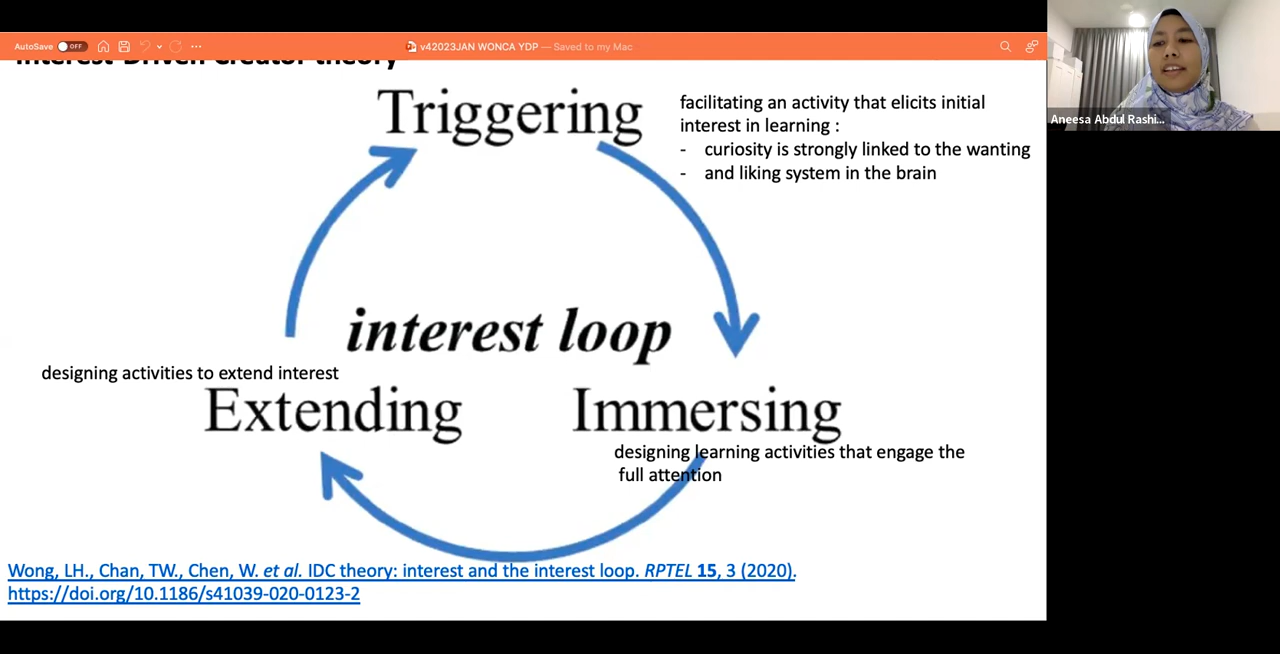 AutoSave OFF
v42023JAN WONCA YDP — Saved to my Mac
Interest-Driven Creator theory
Aneesa Abdul Rashi...
Triggering
facilitating an activity that elicits initial
interest in learning :
- curiosity is strongly linked to the wanting
- and liking system in the brain
interest loop
designing activities to extend interest
Extending
Immersing
designing learning activities that engage the
full attention
Wong, LH., Chan, TW., Chen, W. et al. IDC theory: interest and the interest loop. RPTEL 15, 3 (2020).
https://doi.org/10.1186/s41039-020-0123-2